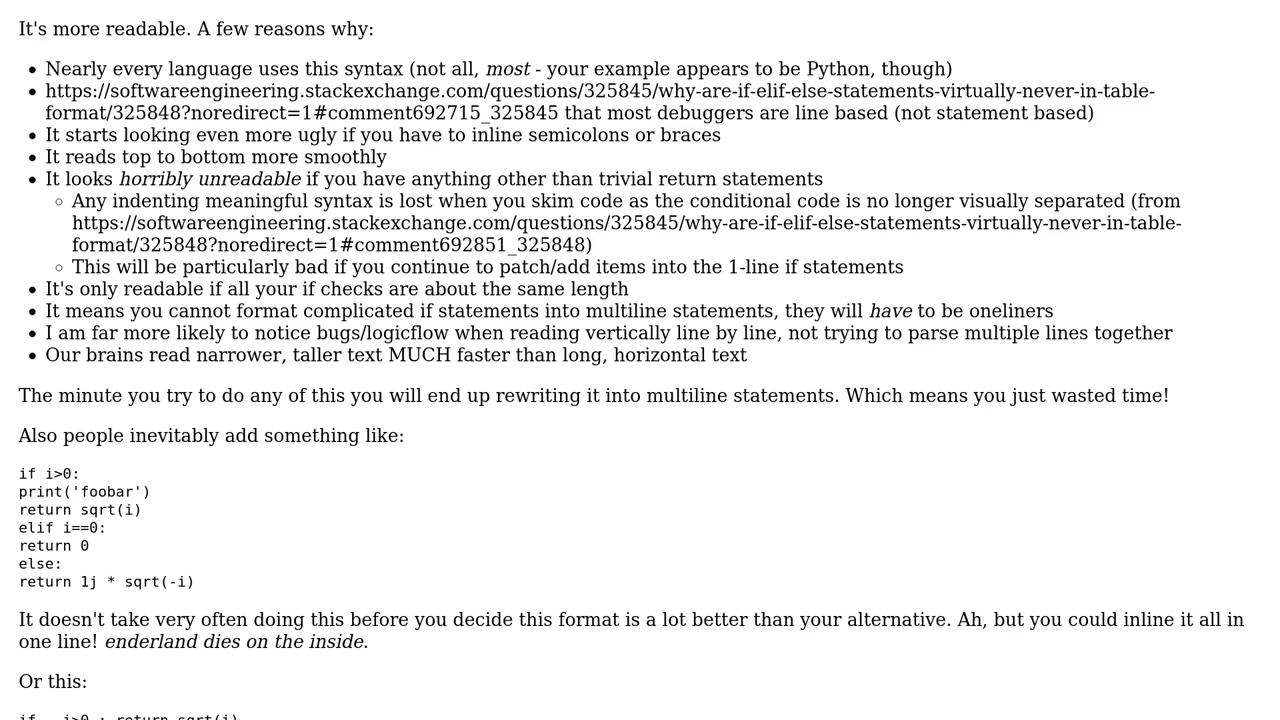 It's more readable. A few reasons why:
• Nearly every language uses this syntax (not all, most - your example appears to be Python, though)
• https://softwareengineering.stackexchange.com/questions/325845/why-are-if-elif-else-statements-virtually-never-in-table-
format/325848?noredirect=1#comment692715_325845 that most debuggers are line based (not statement based)
• It starts looking even more ugly if you have to inline semicolons or braces
• It reads top to bottom more smoothly
• It looks horribly unreadable if you have anything other than trivial return statements
◦ Any indenting meaningful syntax is lost when you skim code as the conditional code is no longer visually separated (from
https://softwareengineering.stackexchange.com/questions/325845/why-are-if-elif-else-statements-virtually-never-in-table-
format/325848?noredirect=1#comment692851_325848)
◦ This will be particularly bad if you continue to patch/add items into the 1-line if statements
• It's only readable if all your if checks are about the same length
• It means you cannot format complicated if statements into multiline statements, they will have to be oneliners
• I am far more likely to notice bugs/logicflow when reading vertically line by line, not trying to parse multiple lines together
• Our brains read narrower, taller text MUCH faster than long, horizontal text
The minute you try to do any of this you will end up rewriting it into multiline statements. Which means you just wasted time!
Also people inevitably add something like:
if i>0:
print('foobar')
return sqrt(i)
elif i==0:
return 0
else:
return 1j * sqrt(-i)
It doesn't take very often doing this before you decide this format is a lot better than your alternative. Ah, but you could inline it all in
one line! enderland dies on the inside.
Or this:
if   i>0 : return sqrt(i)